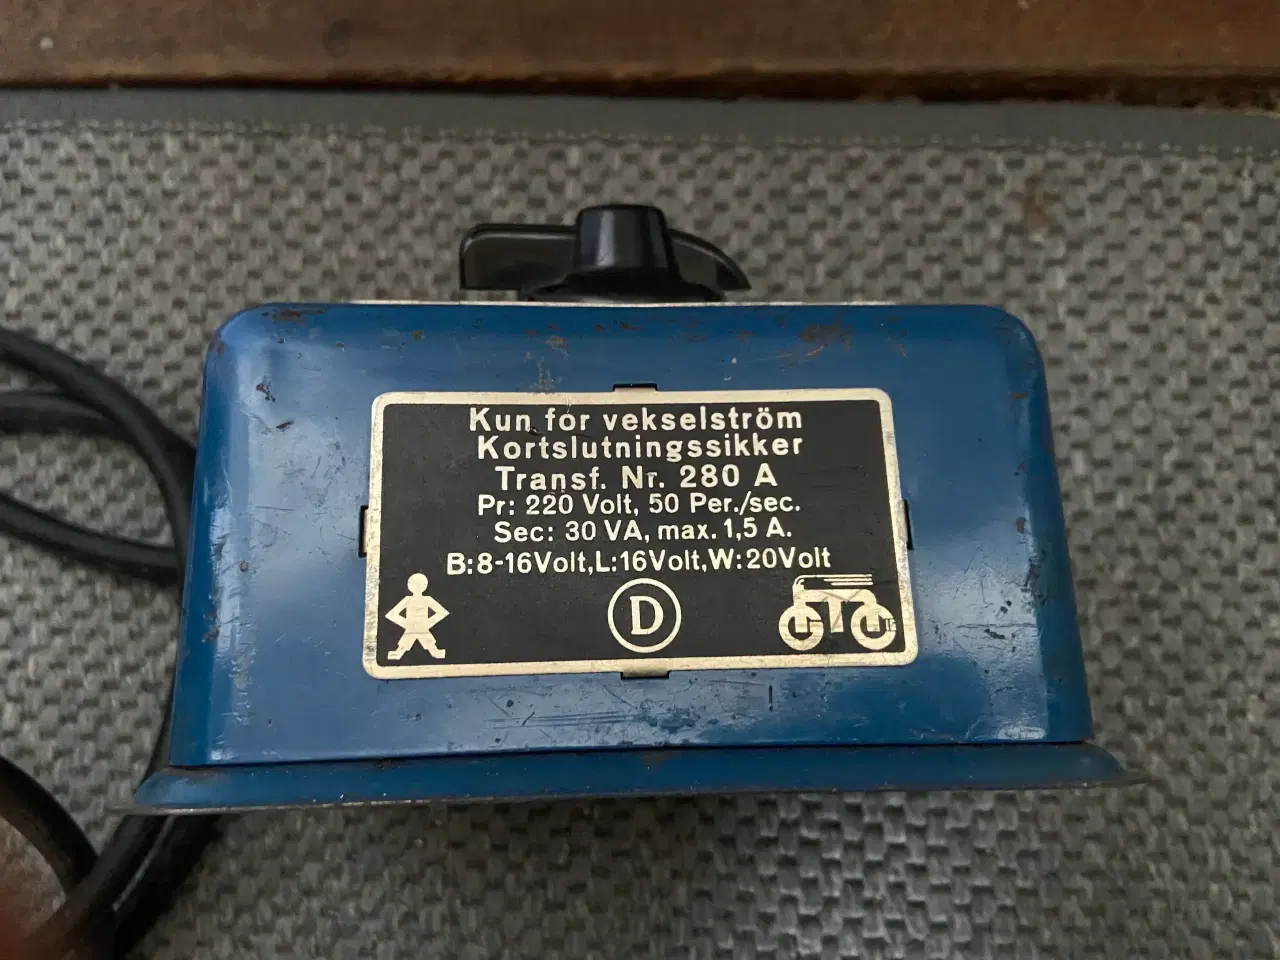 Kun for vekselström
Kortslutningssikker
Transf. Nr. 280 A
Pr: 220 Volt, 50 Per./sec.
Sec: 30 VA, max. 1,5 A.
B:8-16Volt,L:16Volt,W:20Volt
D